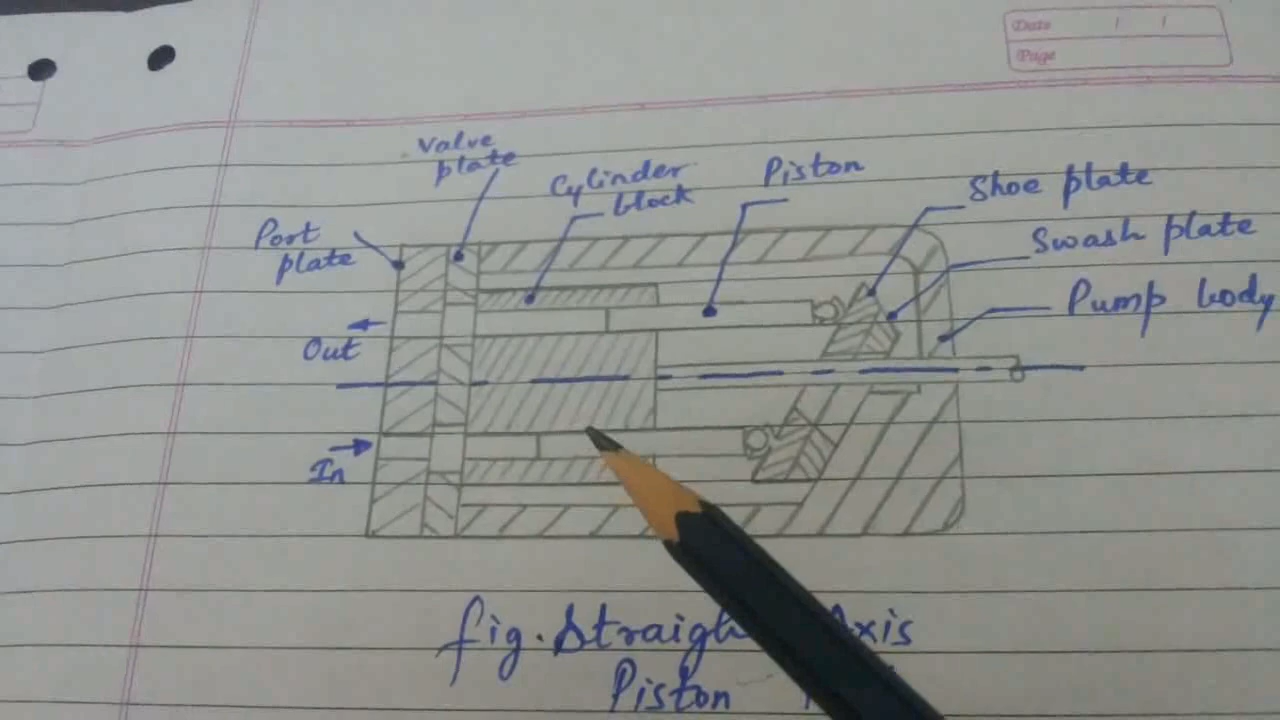 Date / /
Page
Valve
plate
Cylinder
block
Piston
Shoe plate
Port
plate
Swash plate
Pump body
Out
In
fig. Straigh Axis
Piston